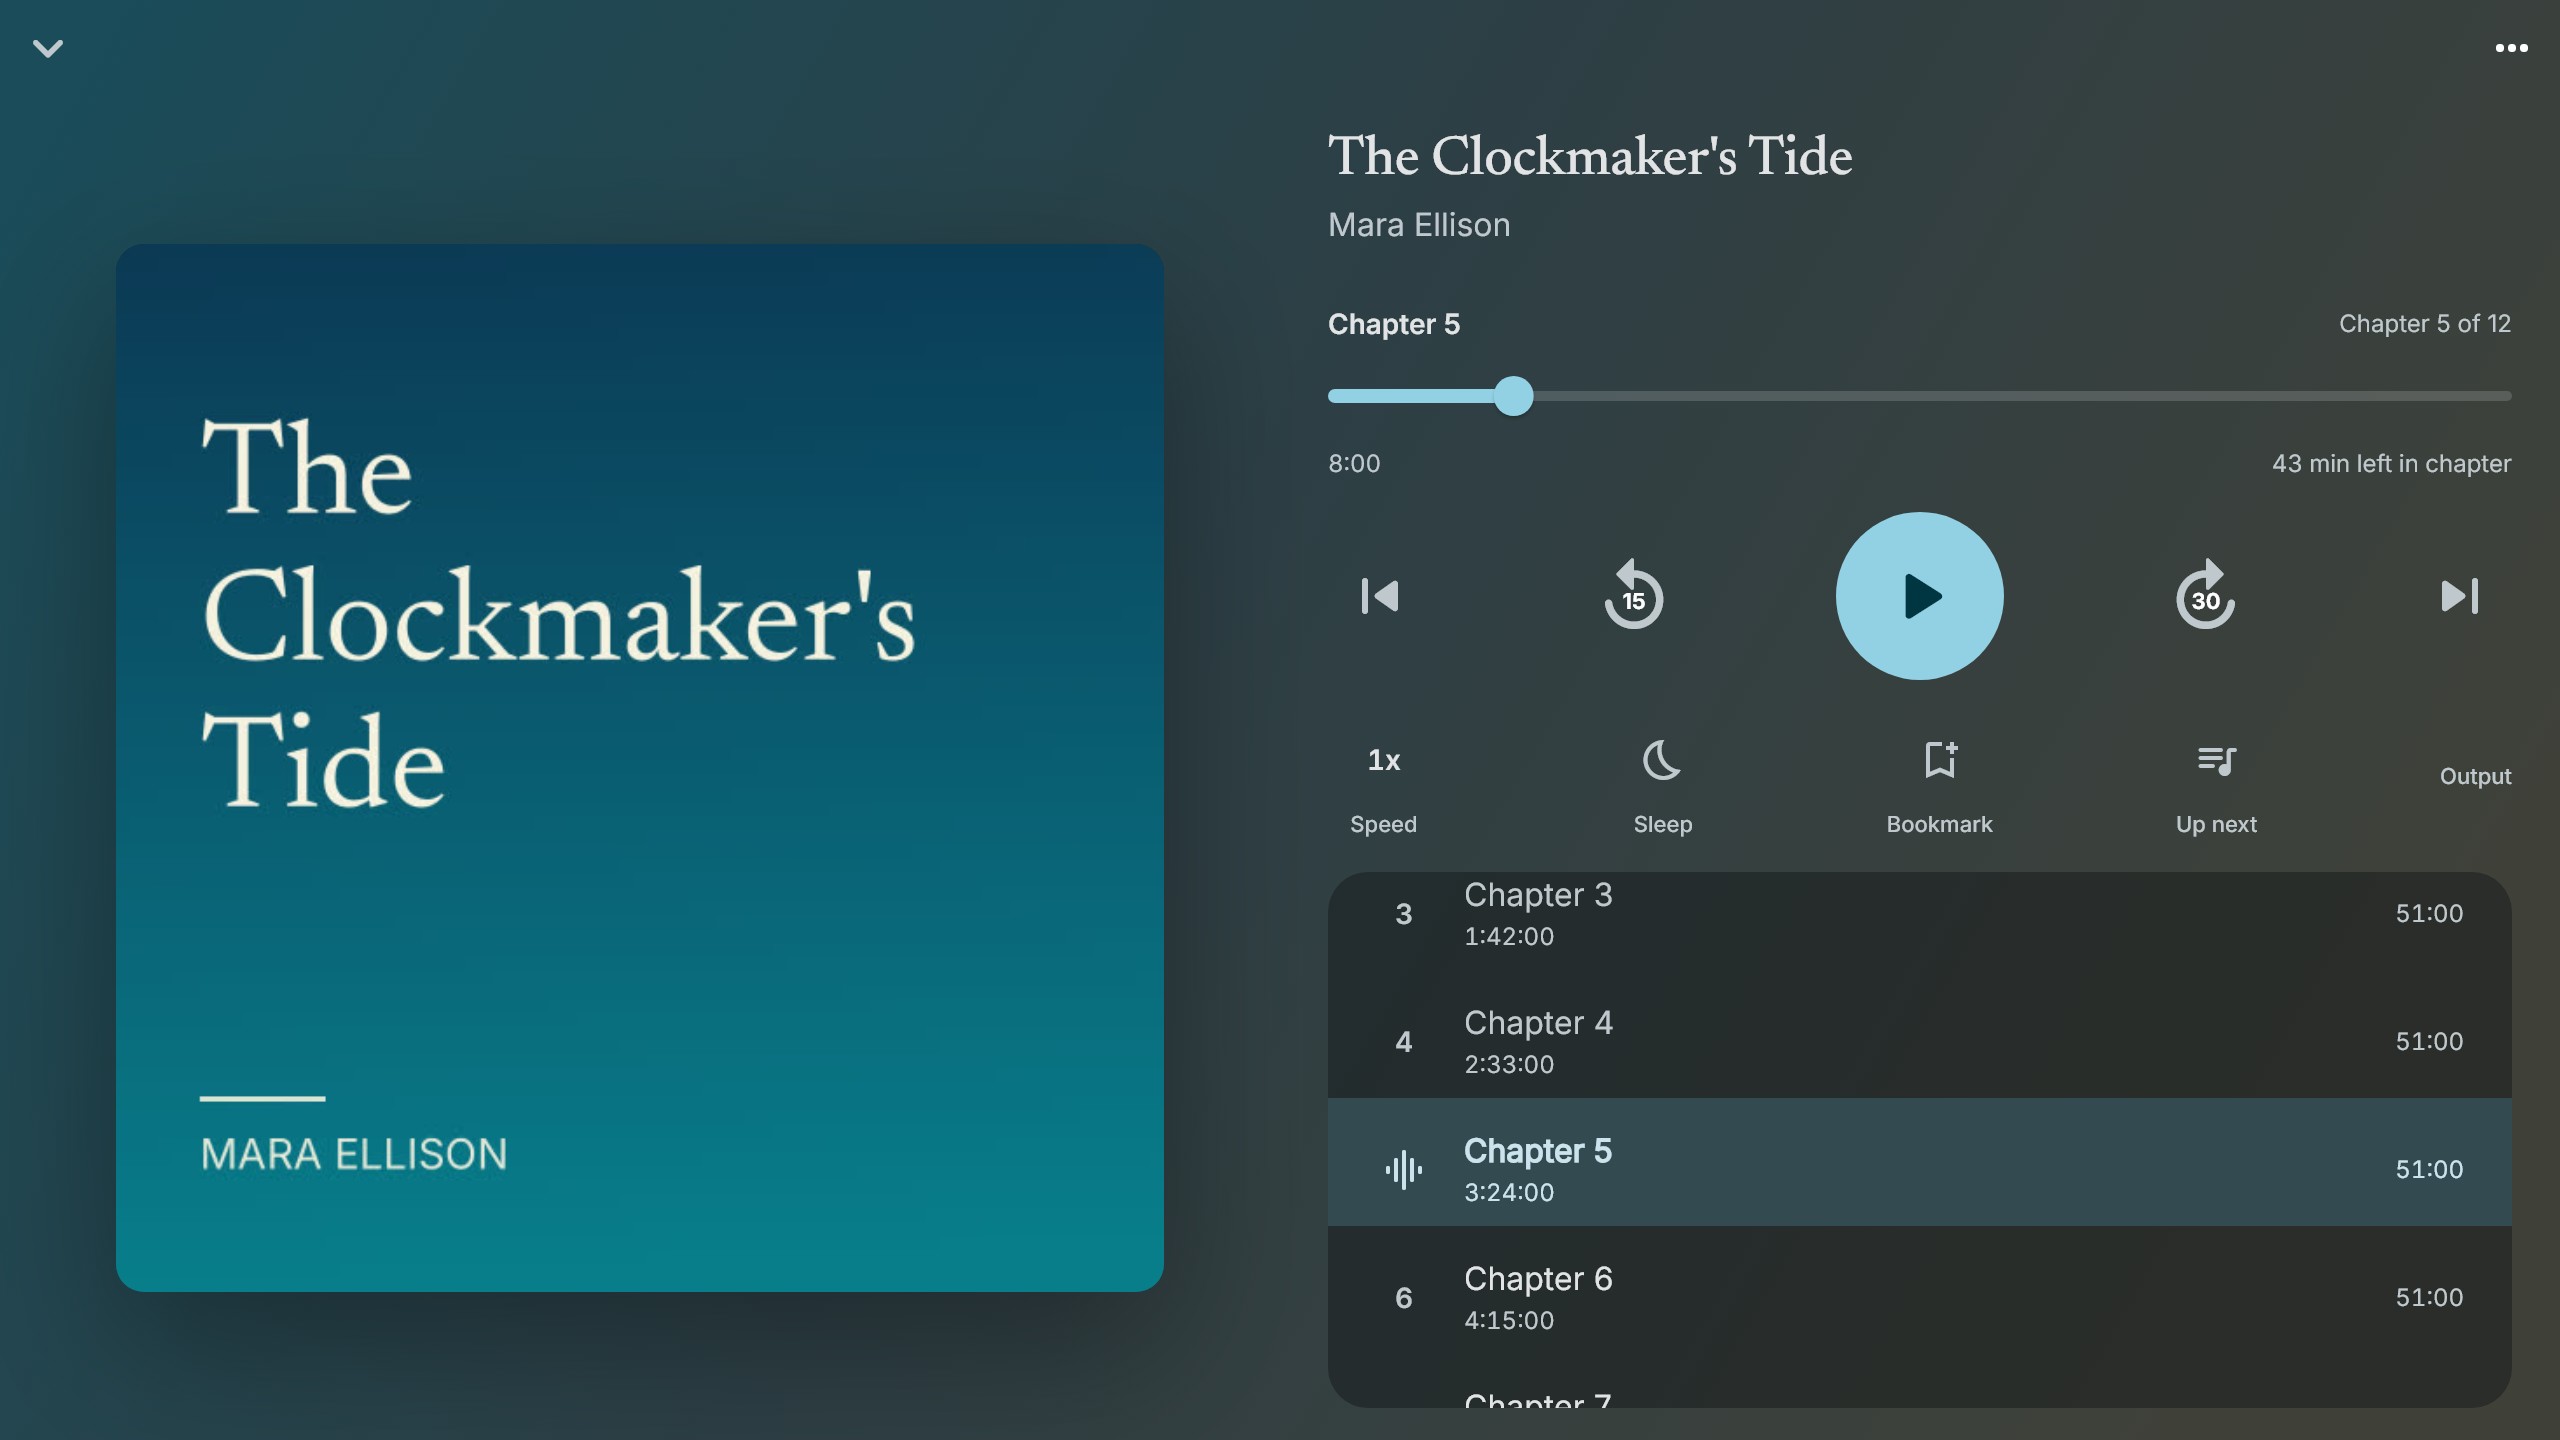 The
Clockmaker's
Tide
MARA ELLISON
The Clockmaker's Tide
Mara Ellison
Chapter 5
Chapter 5 of 12
8:00
43 min left in chapter
15
30
1x
Speed
Sleep
Bookmark
Up next
Output
3
Chapter 3
1:42:00
51:00
4
Chapter 4
2:33:00
51:00
Chapter 5
3:24:00
51:00
6
Chapter 6
4:15:00
51:00
Chapter 7